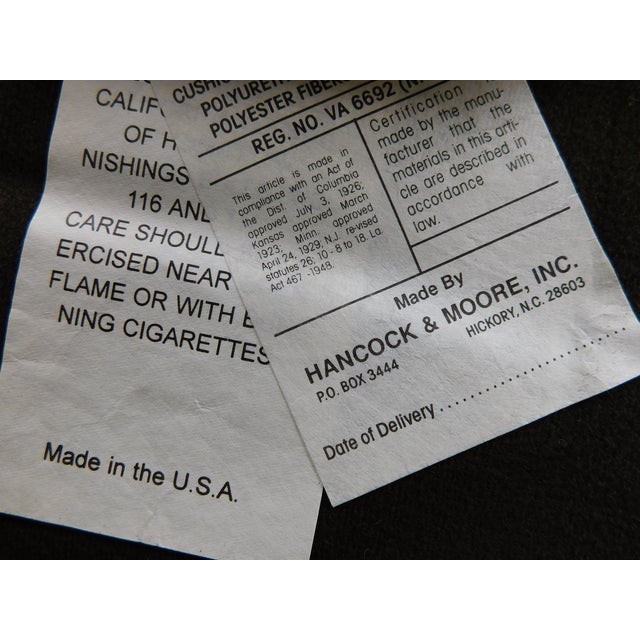 CALIF
OF H
NISHINGS
116 AND
CARE SHOULD
ERCISED NEAR
FLAME OR WITH
NING CIGARETTES
Made in the U.S.A.
CUSHIO
POLYURETH
POLYESTER FIBER
REG. NO. VA 6692
This article is made in
compliance with an Act of
the Dist of Columbia
approved July 3, 1926;
Kansas approved March
1923; Minn. approved
April 24, 1929, N.J. revised
statutes 26; 10 - 8 to 18. La.
Act 467 -1948.
Certification
made by the manu-
facturer that the
materials in this arti-
cle are described in
accordance with
law.
Made By
HANCOCK & MOORE, INC.
P.O. BOX 3444 HICKORY, N.C. 28603
Date of Delivery ........................